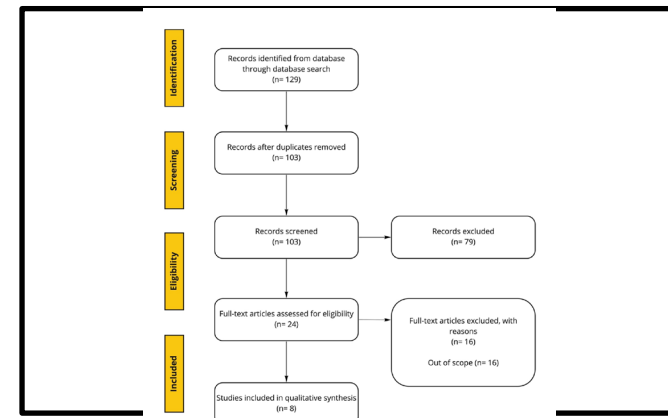 Identification
Records identified from database
through database search
(n= 129)
Screening
Records after duplicates removed
(n= 103)
Records screened
(n= 103)
Records excluded
(n= 79)
Eligibility
Full-text articles assessed for eligibility
(n= 24)
Full-text articles excluded, with
reasons
(n= 16)
Out of scope (n= 16)
Included
Studies included in qualitative synthesis
(n= 8)